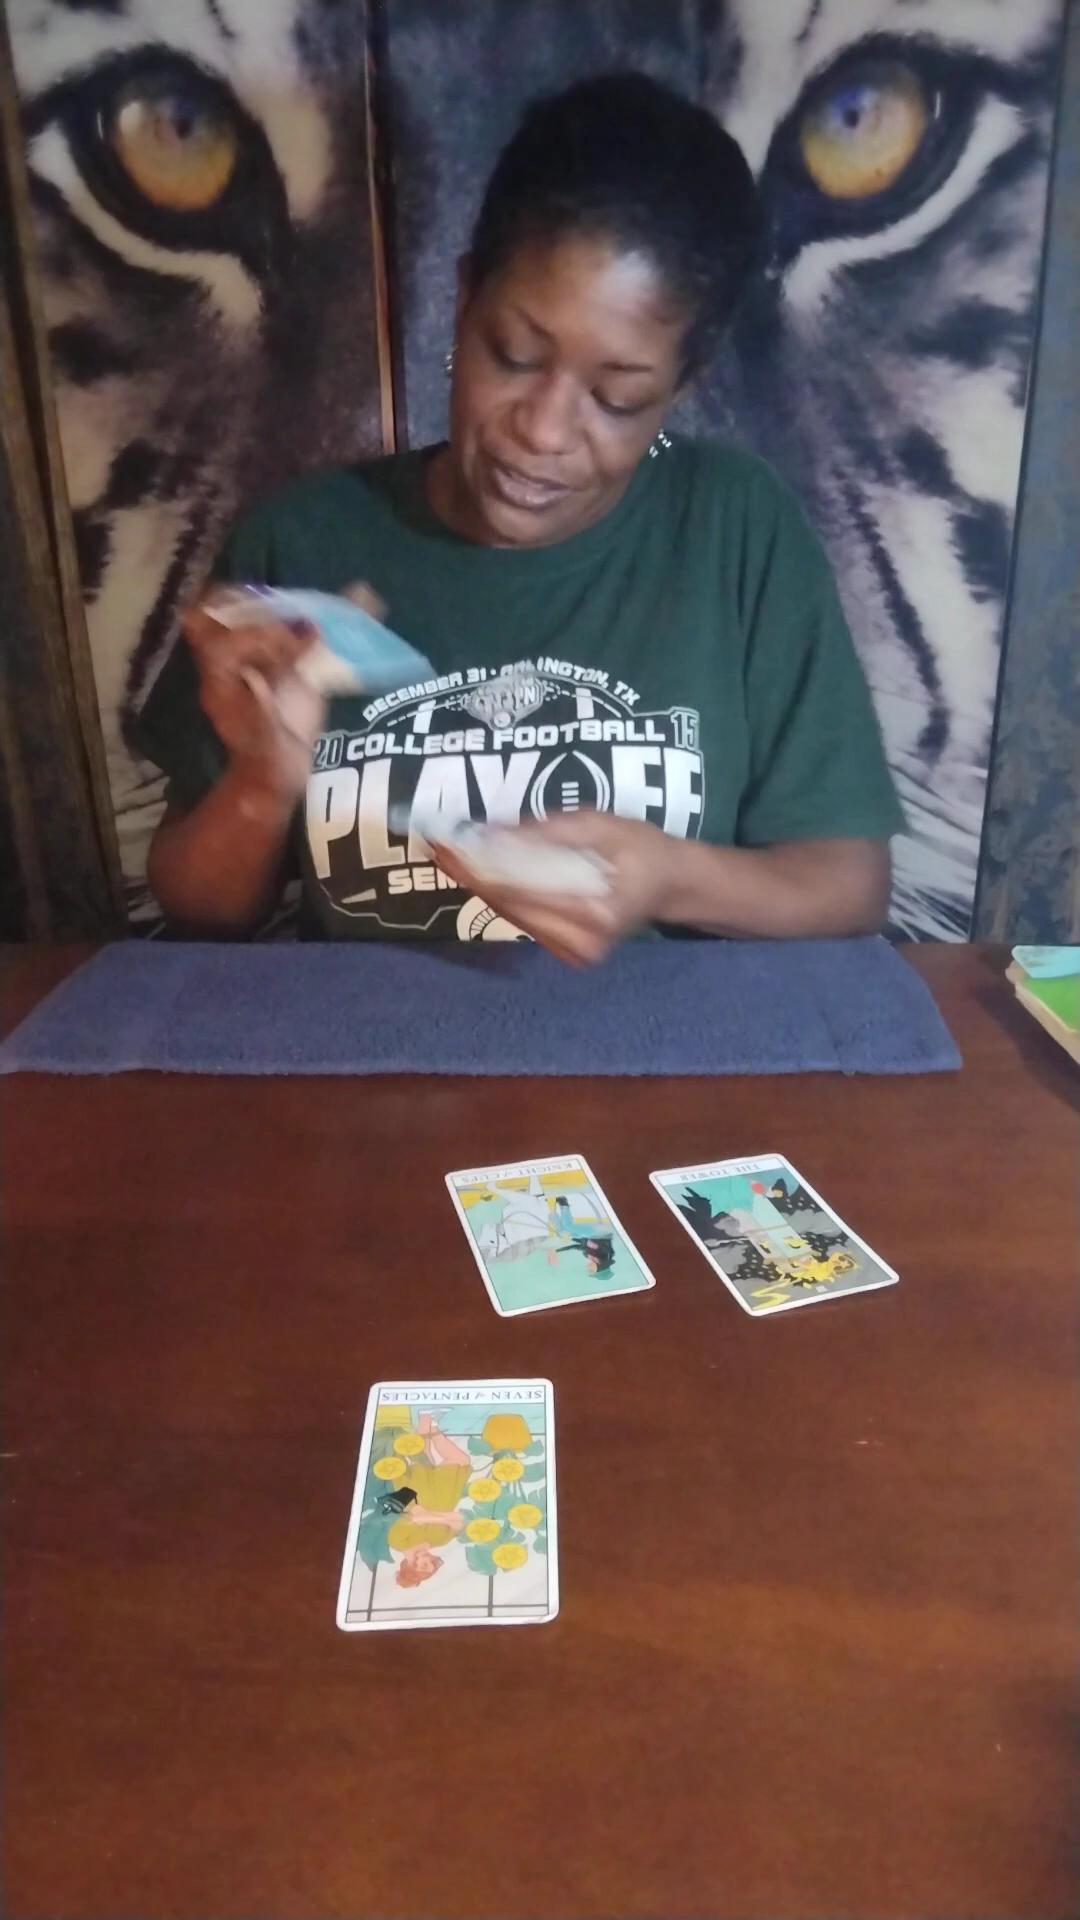 DECEMBER 31 • ARLINGTON, TX
20 COLLEGE FOOTBALL 15
PLAYOFF
KNIGHT of CUPS
THE TOWER
SEVEN of PENTACLES